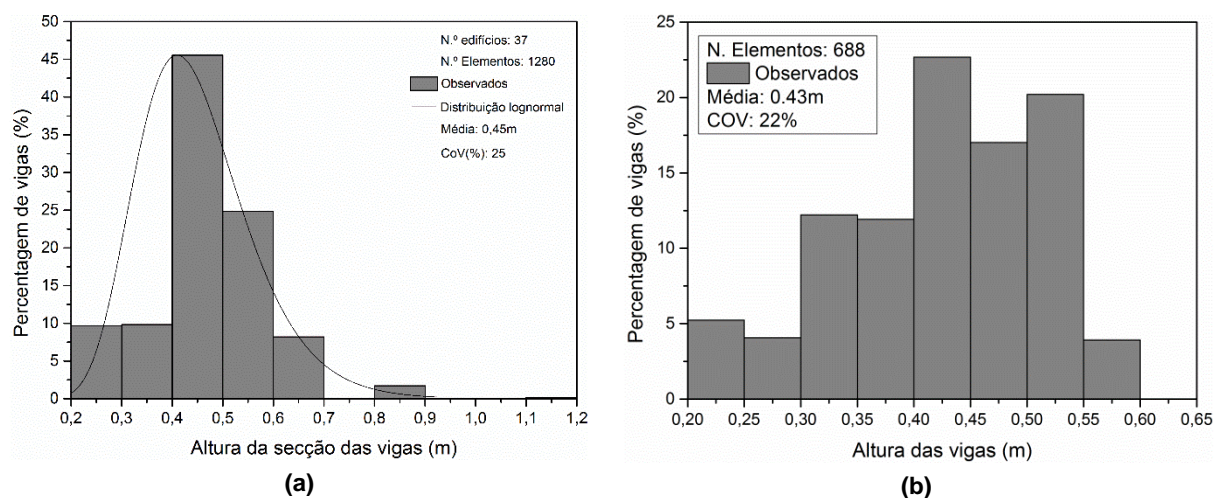 50
45
40
35
30
25
20
15
10
5
0
Percentagem de vigas (%)
N.º edifícios: 37
N.º Elementos: 1280
Observados
Distribuição lognormal
Média: 0,45m
CoV(%): 25
0,2 0,3 0,4 0,5 0,6 0,7 0,8 0,9 1,0 1,1 1,2
Altura da secção das vigas (m)
(a)
25
20
15
10
5
0
Percentagem de vigas (%)
N. Elementos: 688
Observados
Média: 0.43m
COV: 22%
0,20 0,25 0,30 0,35 0,40 0,45 0,50 0,55 0,60 0,65
Altura das vigas (m)
(b)